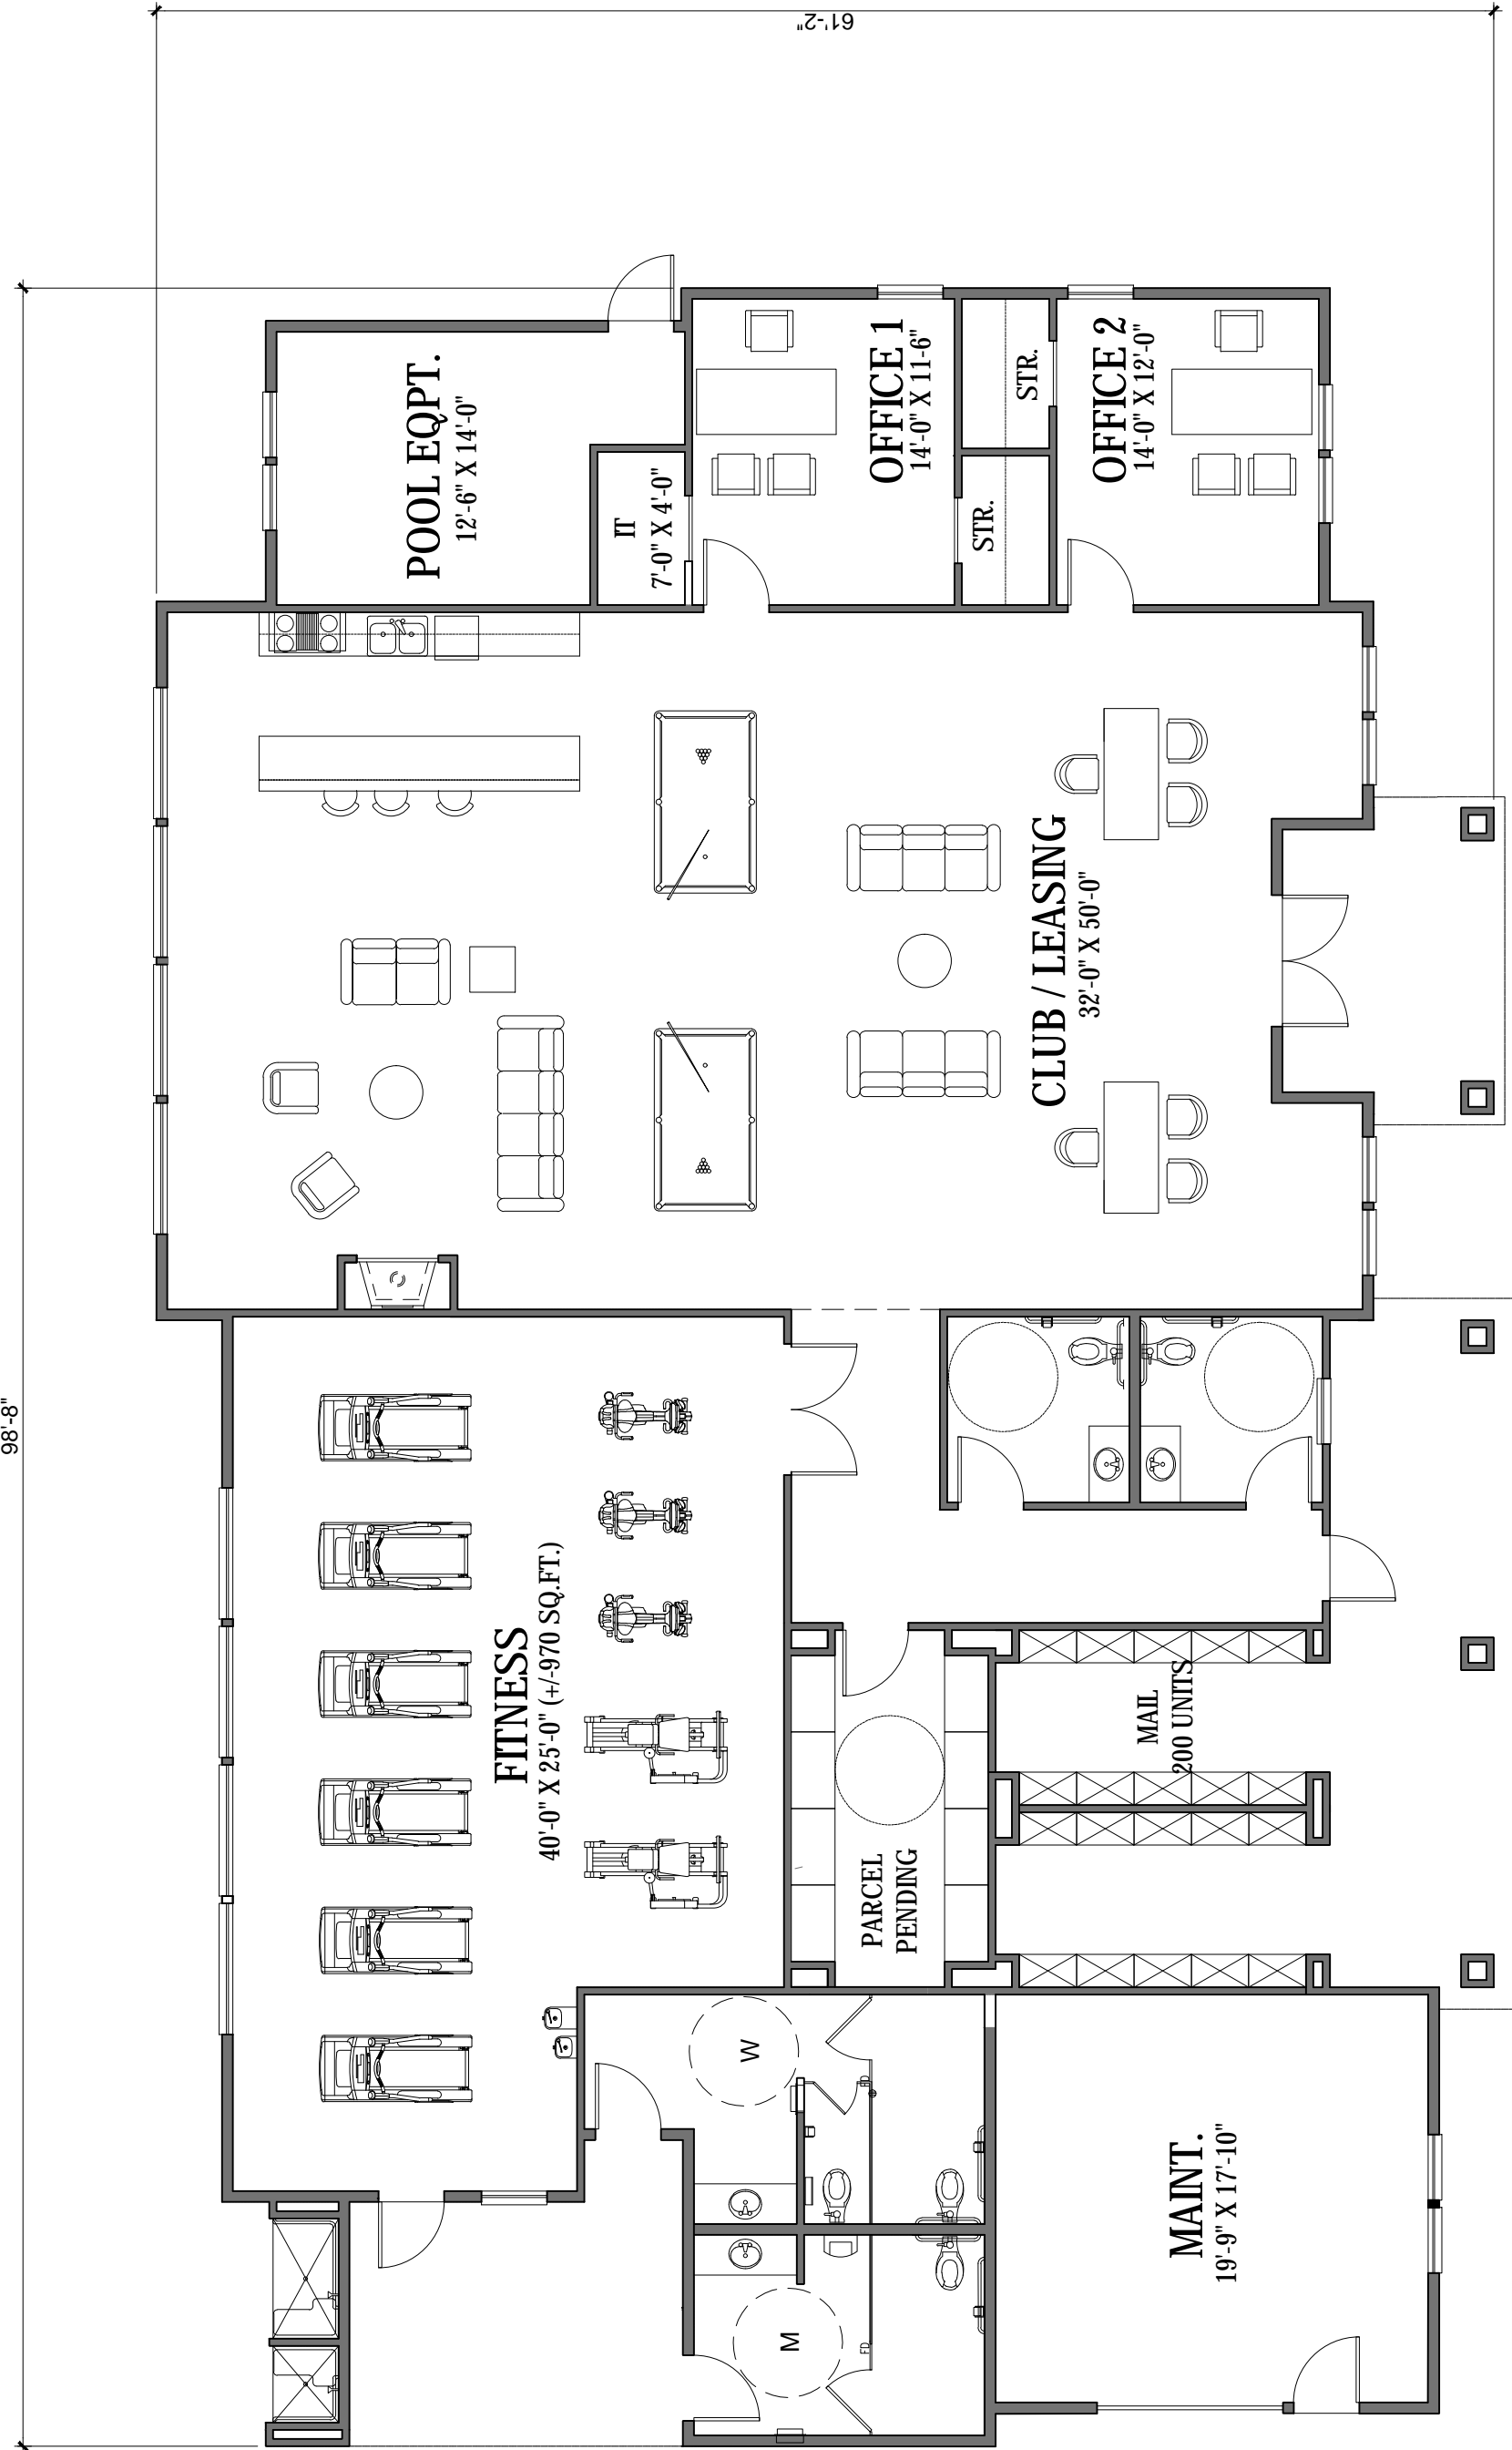 61'-2"
98'-8"
POOL EQPT.
12'-6" X 14'-0"
IT
7'-0" X 4'-0"
OFFICE 1
14'-0" X 11-6"
STR.
STR.
OFFICE 2
14'-0" X 12'-0"
CLUB / LEASING
32'-0" X 50'-0"
FITNESS
40'-0" X 25'-0" (+/-970 SQ.FT.)
MAIL
200 UNITS
PARCEL
PENDING
W
FD
M
FD
MAINT.
19'-9" X 17'-10"